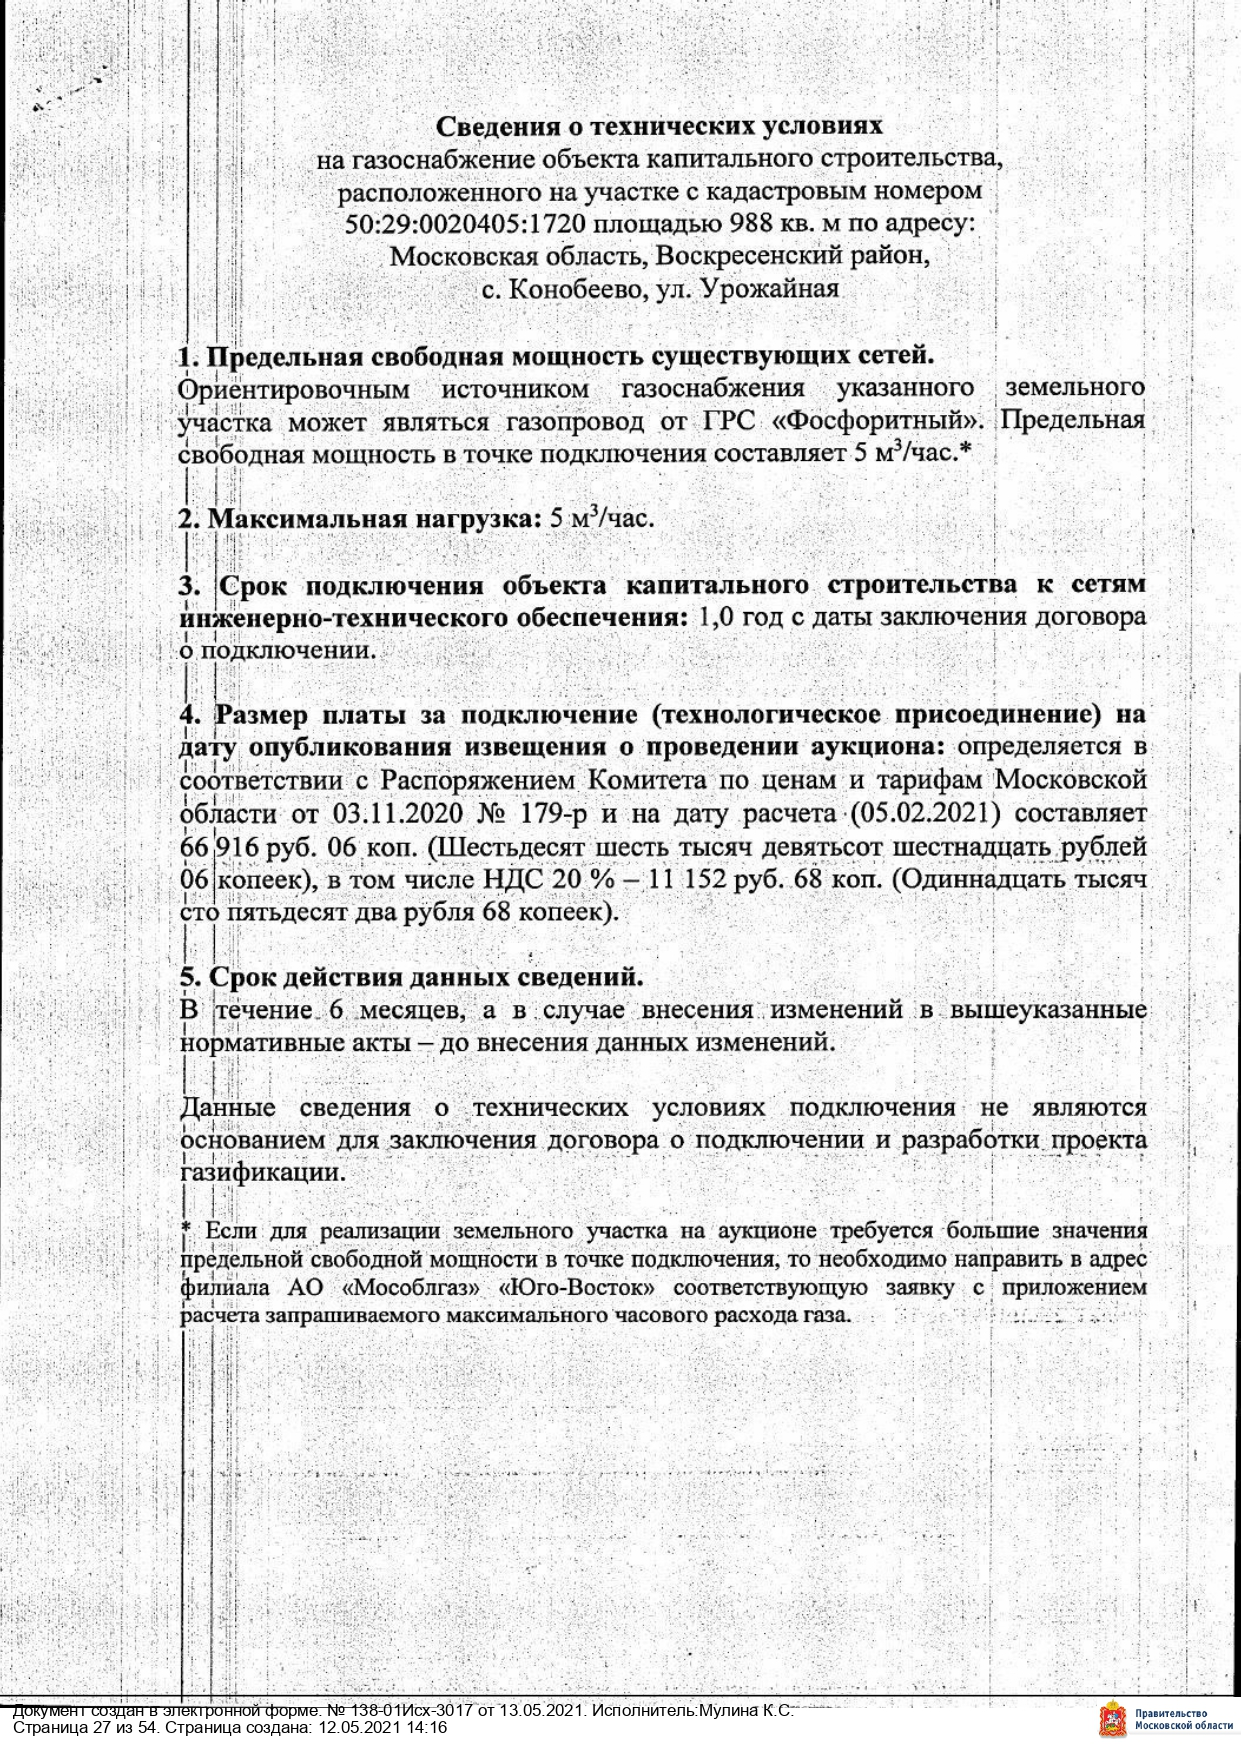 Сведения о технических условиях
на газоснабжение объекта капитального строительства,
расположенного на участке с кадастровым номером
50:29:0020405:1720 площадью 988 кв. м по адресу:
Московская область, Воскресенский район,
с. Конобеево, ул. Урожайная
1. Предельная свободная мощность существующих сетей.
Ориентировочным источником газоснабжения указанного земельного
участка может являться газопровод от ГРС «Фосфоритный». Предельная
свободная мощность в точке подключения составляет 5 м³/час.*
2. Максимальная нагрузка: 5 м³/час.
3. Срок подключения объекта капитального строительства к сетям
инженерно-технического обеспечения: 1,0 год с даты заключения договора
о подключении.
4. Размер платы за подключение (технологическое присоединение) на
дату опубликования извещения о проведении аукциона: определяется в
соответствии с Распоряжением Комитета по ценам и тарифам Московской
области от 03.11.2020 № 179-р и на дату расчета (05.02.2021) составляет
66 916 руб. 06 коп. (Шестьдесят шесть тысяч девятьсот шестнадцать рублей
06 копеек), в том числе НДС 20 % – 11 152 руб. 68 коп. (Одиннадцать тысяч
сто пятьдесят два рубля 68 копеек).
5. Срок действия данных сведений.
В течение 6 месяцев, а в случае внесения изменений в вышеуказанные
нормативные акты – до внесения данных изменений.
Данные сведения о технических условиях подключения не являются
основанием для заключения договора о подключении и разработки проекта
газификации.
* Если для реализации земельного участка на аукционе требуется большие значения
предельной свободной мощности в точке подключения, то необходимо направить в адрес
филиала АО «Мособлгаз» «Юго-Восток» соответствующую заявку с приложением
расчета запрашиваемого максимального часового расхода газа.
Документ создан в электронной форме. № 138-01Исх-3017 от 13.05.2021. Исполнитель:Мулина К.С.
Страница 27 из 54. Страница создана: 12.05.2021 14:16
Правительство
Московской области